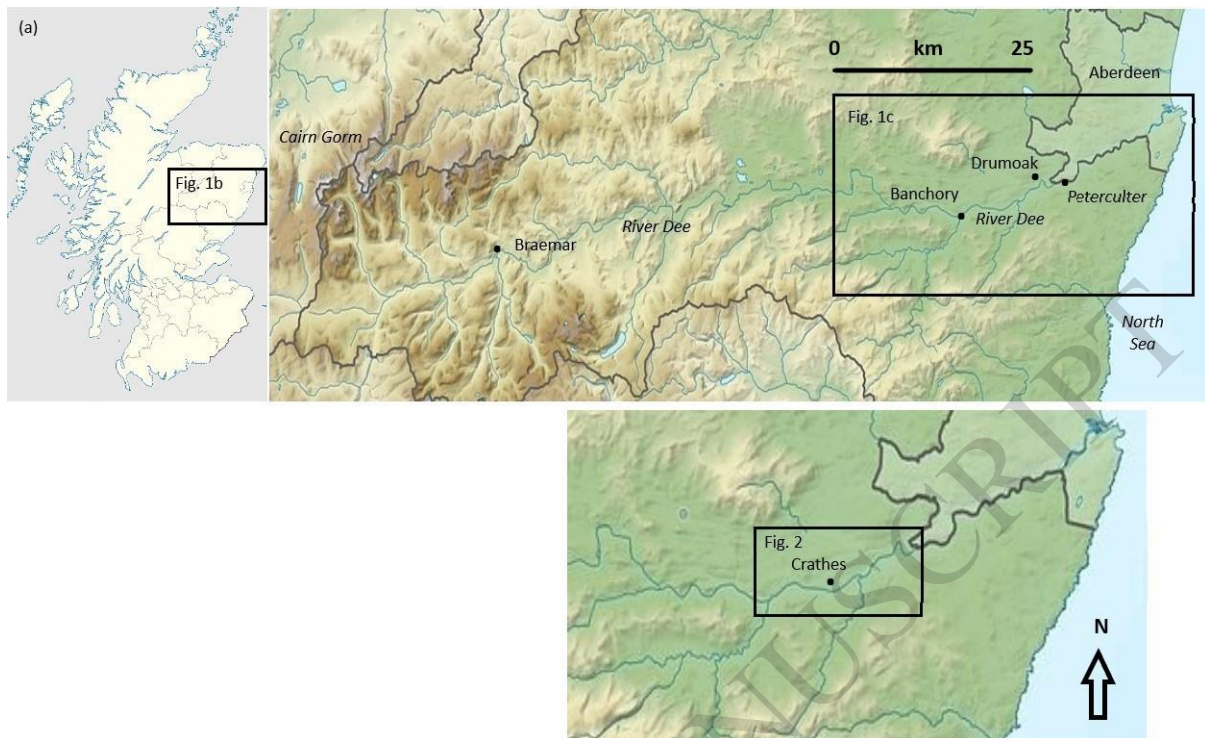 (a)
Fig. 1b
0 km 25
Aberdeen
Fig. 1c
Cairn Gorm
Drumoak
Banchory
Peterculter
River Dee
River Dee
Braemar
North
Sea
Fig. 2
Crathes
N
NUSCRIPT